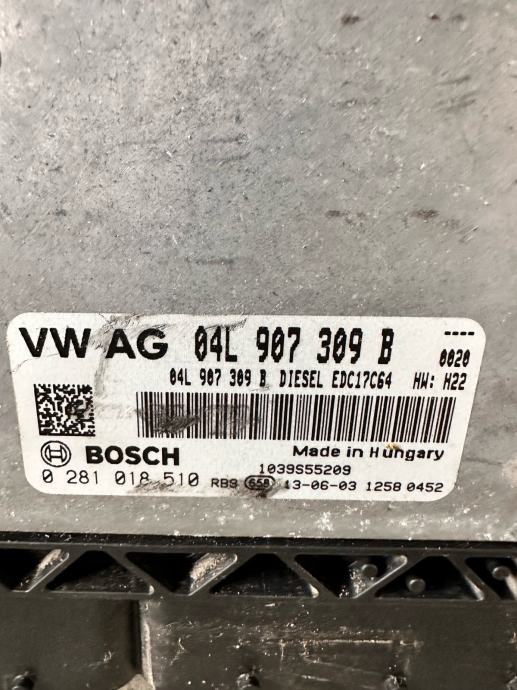 VW AG 04L 907 309 B
----
0020
04L 907 309 B DIESEL EDC17C64 HW: H22
BOSCH Made in Hungary
1039S55209
0 281 018 510 RB9 658 13-06-03 1258 0452